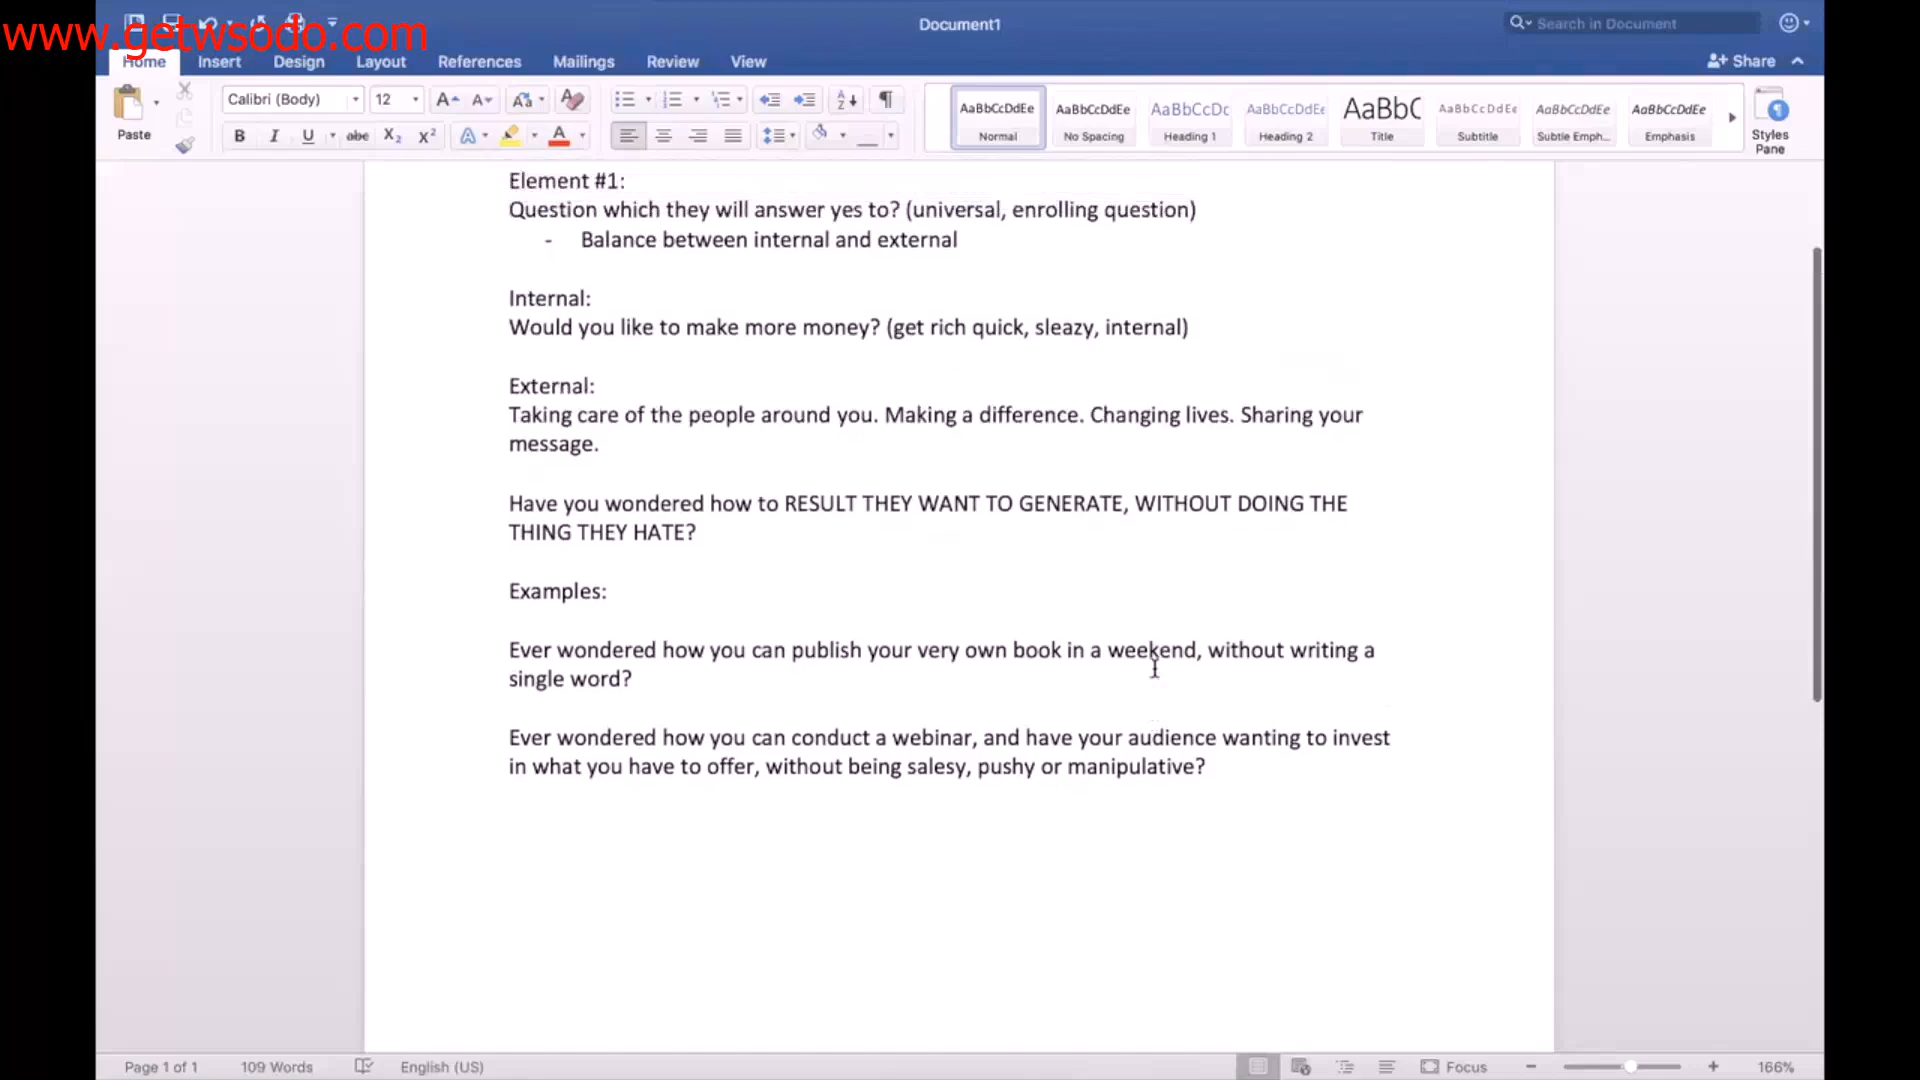 www.getwsodo.com
Document1
Search in Document
Home Insert Design Layout References Mailings Review View
Share
Paste
Calibri (Body) 12
AaBbCcDdEe AaBbCcDdEe AaBbCcDc AaBbCcDdEe AaBbC AaBbCcDdEe AaBbCcDdEe AaBbCcDdEe
Normal No Spacing Heading 1 Heading 2 Title Subtitle Subtle Emph... Emphasis
Styles
Pane
B I U abc X2 X2 A A
Element #1:
Question which they will answer yes to? (universal, enrolling question)
- Balance between internal and external
Internal:
Would you like to make more money? (get rich quick, sleazy, internal)
External:
Taking care of the people around you. Making a difference. Changing lives. Sharing your
message.
Have you wondered how to RESULT THEY WANT TO GENERATE, WITHOUT DOING THE
THING THEY HATE?
Examples:
Ever wondered how you can publish your very own book in a weekend, without writing a
single word?
Ever wondered how you can conduct a webinar, and have your audience wanting to invest
in what you have to offer, without being salesy, pushy or manipulative?
Page 1 of 1 109 Words English (US) Focus 166%